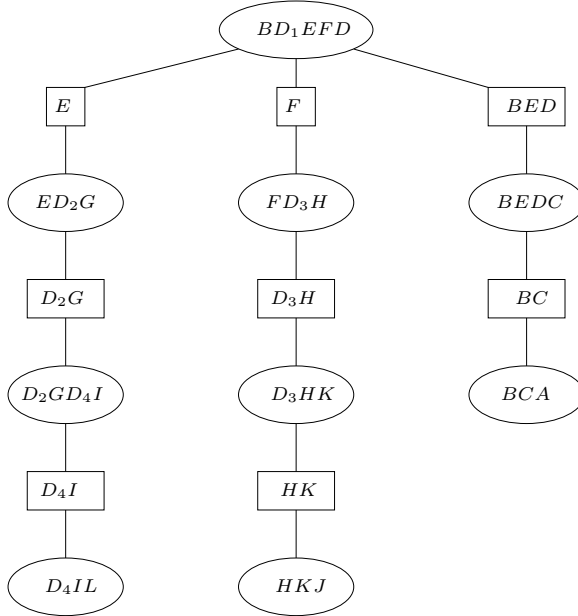 BD₁EFD
E F BED
ED₂G FD₃H BEDC
D₂G D₃H BC
D₂GD₄I D₃HK BCA
D₄I HK
D₄IL HKJ